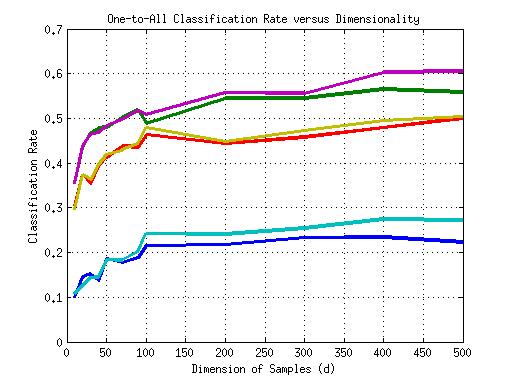 One-to-All Classification Rate versus Dimensionality
0.7
0.6
0.5
0.4
0.3
0.2
0.1
0
Classification Rate
0 50 100 150 200 250 300 350 400 450 500
Dimension of Samples (d)